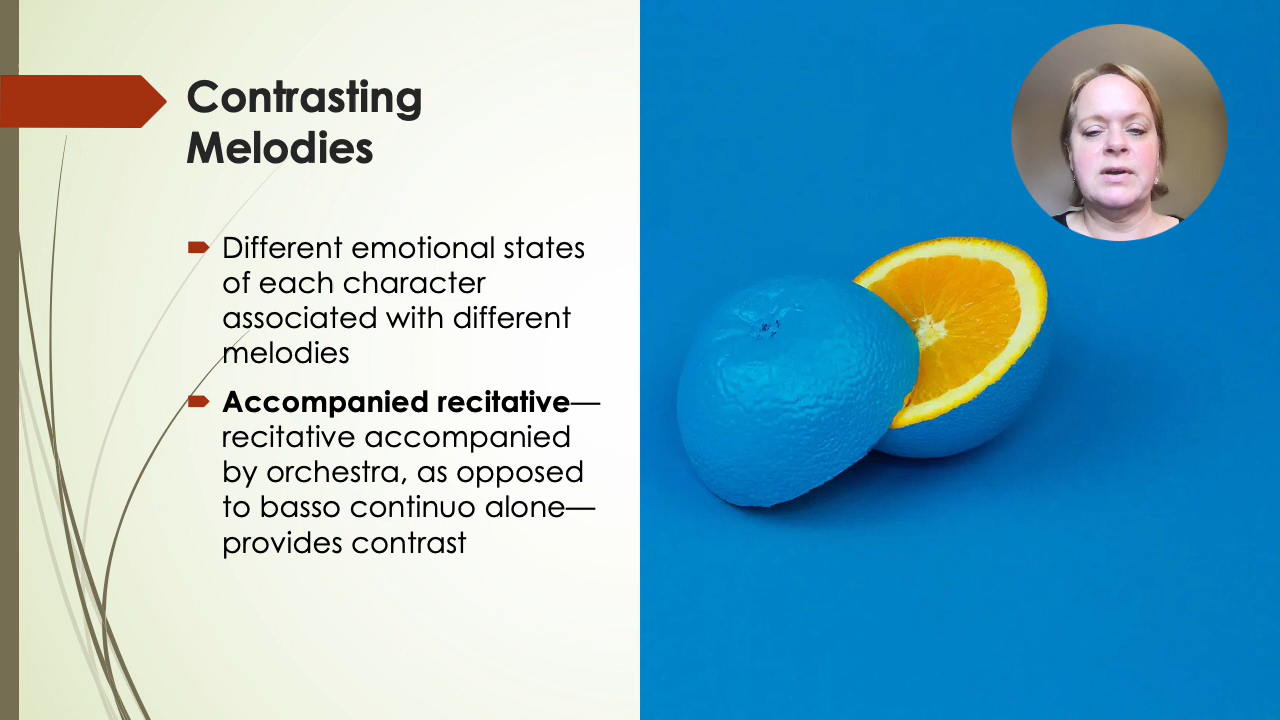 Contrasting
Melodies
Different emotional states
of each character
associated with different
melodies
Accompanied recitative—
recitative accompanied
by orchestra, as opposed
to basso continuo alone—
provides contrast